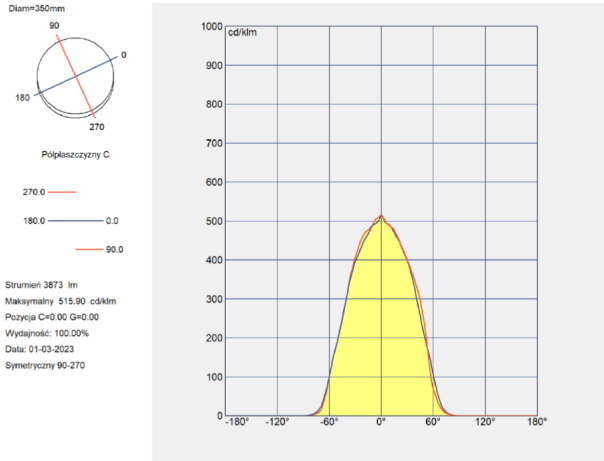 Diam=350mm
90
0
180
270
Półpłaszczyzny C
270.0
180.0 0.0
90.0
Strumień 3873 lm
Maksymalny 515.90 cd/klm
Pozycja C=0.00 G=0.00
Wydajność: 100.00%
Data: 01-03-2023
Symetryczny 90-270
1000
cd/klm
900
800
700
600
500
400
300
200
100
0
-180° -120° -60° 0° 60° 120° 180°